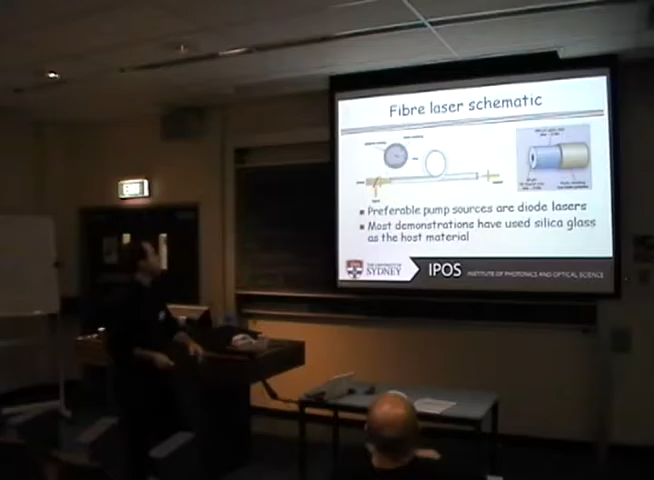 Fibre laser schematic
Preferable pump sources are diode lasers
Most demonstrations have used silica glass
as the host material
THE UNIVERSITY OF
SYDNEY
IPOS
INSTITUTE OF PHOTONICS AND OPTICAL SCIENCE
EXIT